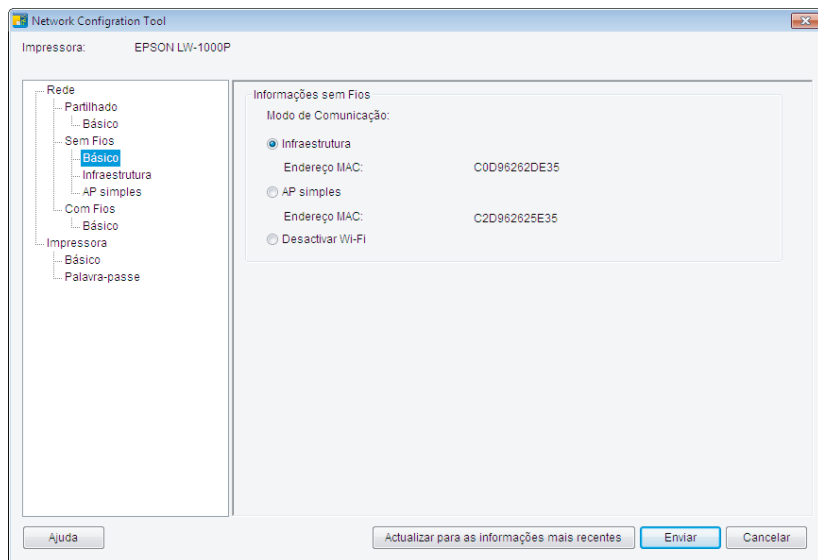 Network Configration Tool
Impressora: EPSON LW-1000P
Rede
Partilhado
Básico
Sem Fios
Básico
Infraestrutura
AP simples
Com Fios
Básico
Impressora
Básico
Palavra-passe
Informações sem Fios
Modo de Comunicação:
Infraestrutura
Endereço MAC: C0D96262DE35
AP simples
Endereço MAC: C2D962625E35
Desactivar Wi-Fi
Ajuda
Actualizar para as informações mais recentes
Enviar
Cancelar